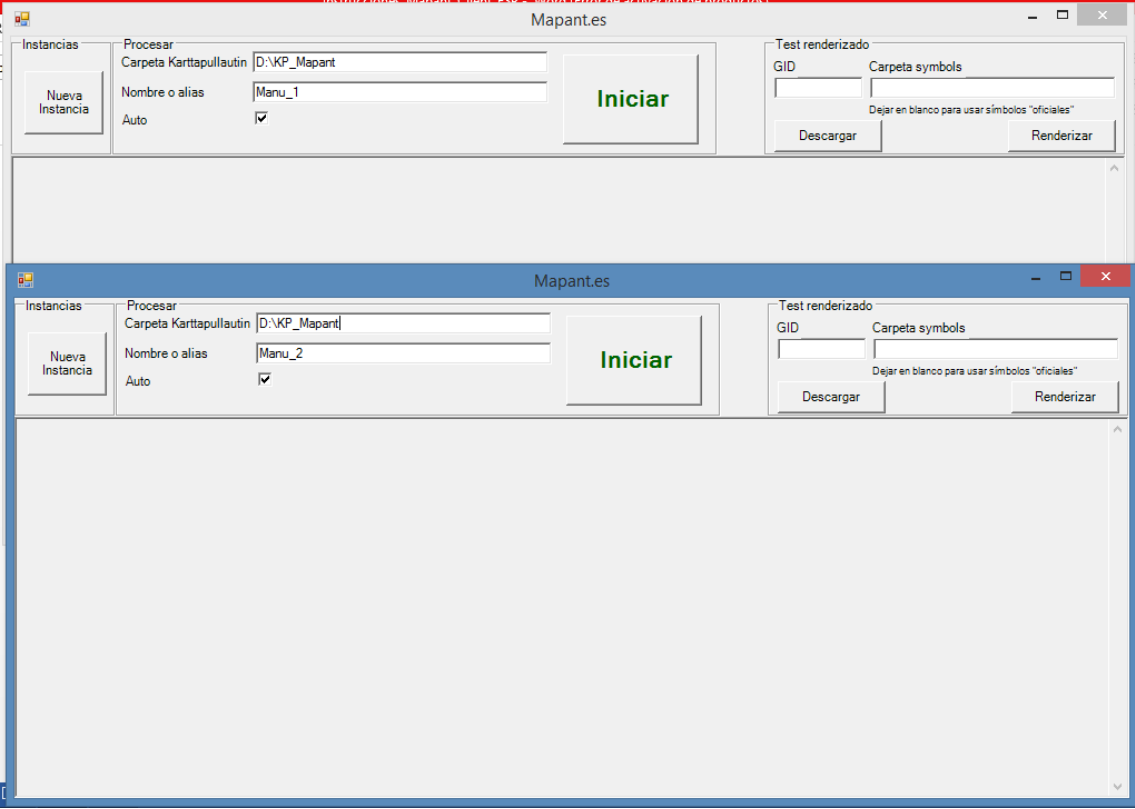 Mapant.es
Instancias
Procesar
Test renderizado
Carpeta Karttapullautin D:\KP_Mapant
GID Carpeta symbols
Nueva Instancia
Nombre o alias Manu_1
Iniciar
Dejar en blanco para usar símbolos "oficiales"
Auto
Descargar Renderizar
Mapant.es
Instancias
Procesar
Test renderizado
Carpeta Karttapullautin D:\KP_Mapant
GID Carpeta symbols
Nueva Instancia
Nombre o alias Manu_2
Iniciar
Dejar en blanco para usar símbolos "oficiales"
Auto
Descargar Renderizar